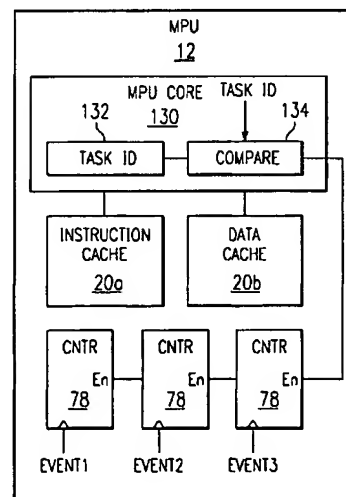 MPU
12
MPU CORE
130
TASK ID
132
134
TASK ID
COMPARE
INSTRUCTION
CACHE
20a
DATA
CACHE
20b
CNTR
En
78
CNTR
En
78
CNTR
En
78
EVENT1
EVENT2
EVENT3